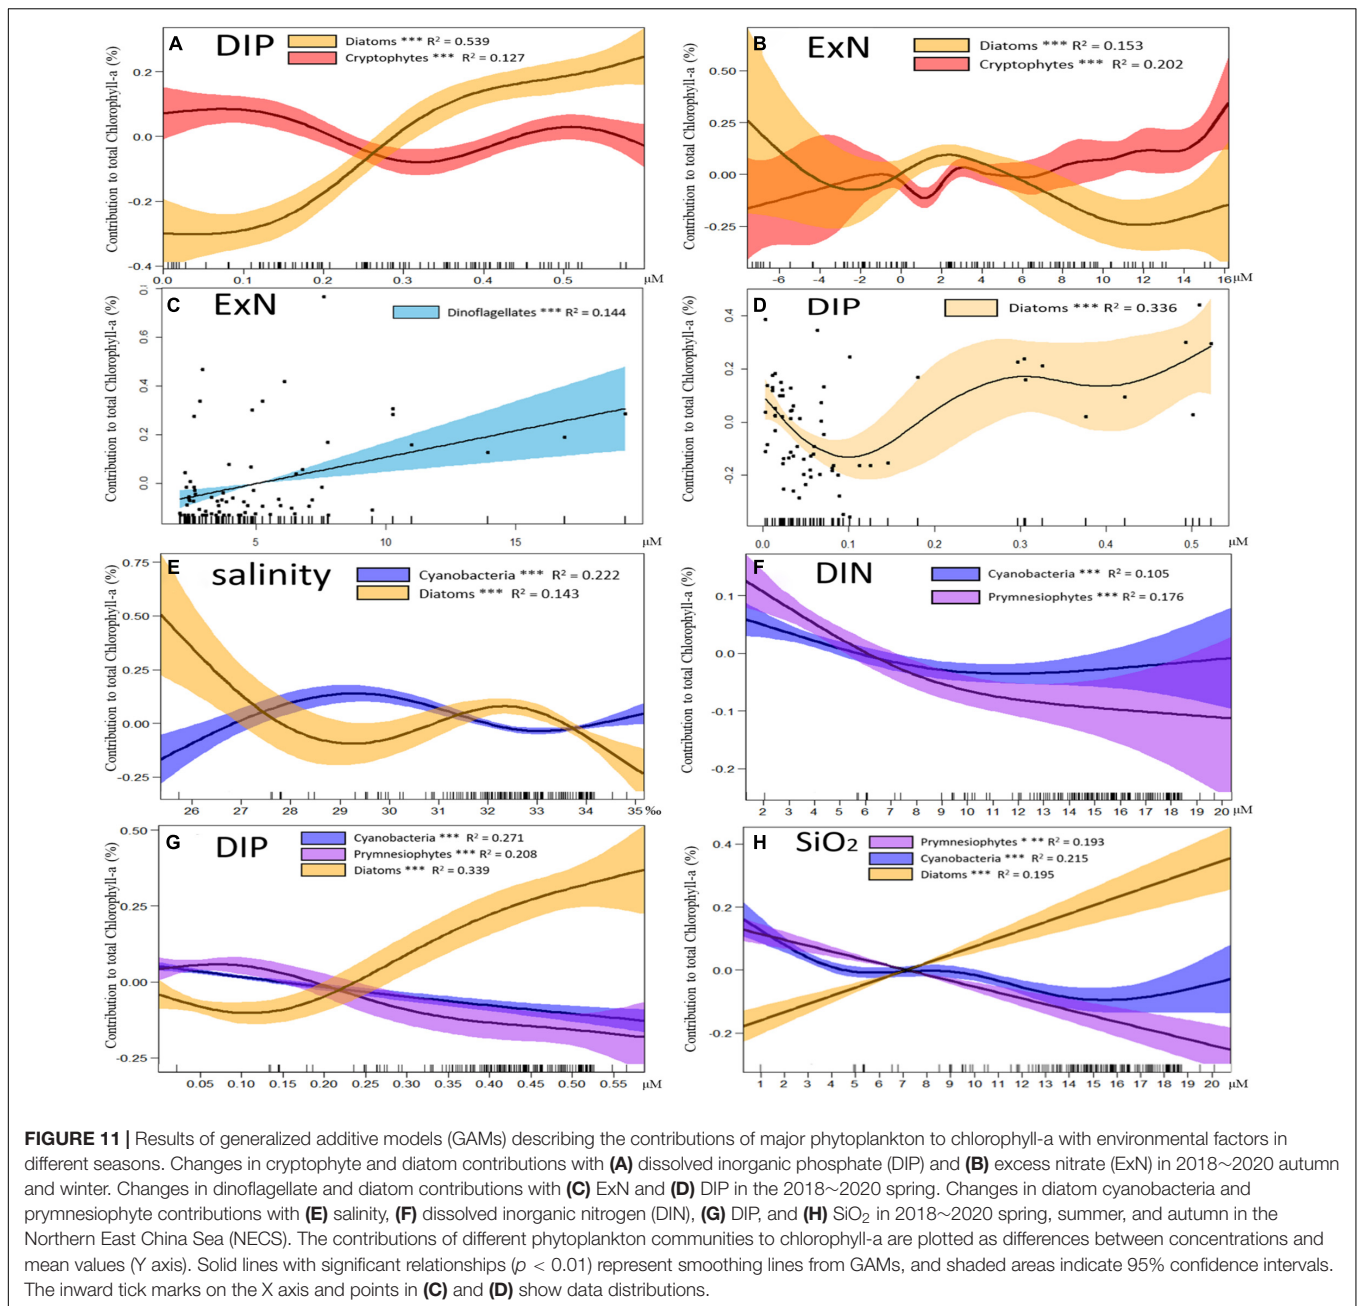 A DIP
Diatoms *** R² = 0.539
Cryptophytes *** R² = 0.127
Contribution to total Chlorophyll-a (%)
0.2
0.0
-0.2
-0.4
0.0 0.1 0.2 0.3 0.4 0.5 μM
B ExN
Diatoms *** R² = 0.153
Cryptophytes *** R² = 0.202
Contribution to total Chlorophyll-a (%)
0.50
0.25
0.00
-0.25
-6 -4 -2 0 2 4 6 8 10 12 14 16 μM
C ExN
Dinoflagellates *** R² = 0.144
Contribution to total Chlorophyll-a (%)
0.6
0.4
0.2
0.0
5 10 15 μM
D DIP
Diatoms *** R² = 0.336
Contribution to total Chlorophyll-a (%)
0.4
0.2
0.0
-0.2
0.0 0.1 0.2 0.3 0.4 0.5 μM
E salinity
Cyanobacteria *** R² = 0.222
Diatoms *** R² = 0.143
Contribution to total Chlorophyll-a (%)
0.75
0.50
0.25
0.00
-0.25
26 27 28 29 30 31 32 33 34 35 ‰
F DIN
Cyanobacteria *** R² = 0.105
Prymnesiophytes *** R² = 0.176
Contribution to total Chlorophyll-a (%)
0.1
0.0
-0.1
-0.2
2 3 4 5 6 7 8 9 10 11 12 13 14 15 16 17 18 19 20 μM
G DIP
Cyanobacteria *** R² = 0.271
Prymnesiophytes *** R² = 0.208
Diatoms *** R² = 0.339
Contribution to total Chlorophyll-a (%)
0.50
0.25
0.00
-0.25
0.05 0.10 0.15 0.20 0.25 0.30 0.35 0.40 0.45 0.50 0.55 μM
H SiO₂
Prymnesiophytes * ** R² = 0.193
Cyanobacteria *** R² = 0.215
Diatoms *** R² = 0.195
Contribution to total Chlorophyll-a (%)
0.4
0.2
0.0
-0.2
1 2 3 4 5 6 7 8 9 10 11 12 13 14 15 16 17 18 19 20 μM
FIGURE 11 | Results of generalized additive models (GAMs) describing the contributions of major phytoplankton to chlorophyll-a with environmental factors in
different seasons. Changes in cryptophyte and diatom contributions with (A) dissolved inorganic phosphate (DIP) and (B) excess nitrate (ExN) in 2018~2020 autumn
and winter. Changes in dinoflagellate and diatom contributions with (C) ExN and (D) DIP in the 2018~2020 spring. Changes in diatom cyanobacteria and
prymnesiophyte contributions with (E) salinity, (F) dissolved inorganic nitrogen (DIN), (G) DIP, and (H) SiO₂ in 2018~2020 spring, summer, and autumn in the
Northern East China Sea (NECS). The contributions of different phytoplankton communities to chlorophyll-a are plotted as differences between concentrations and
mean values (Y axis). Solid lines with significant relationships (p < 0.01) represent smoothing lines from GAMs, and shaded areas indicate 95% confidence intervals.
The inward tick marks on the X axis and points in (C) and (D) show data distributions.